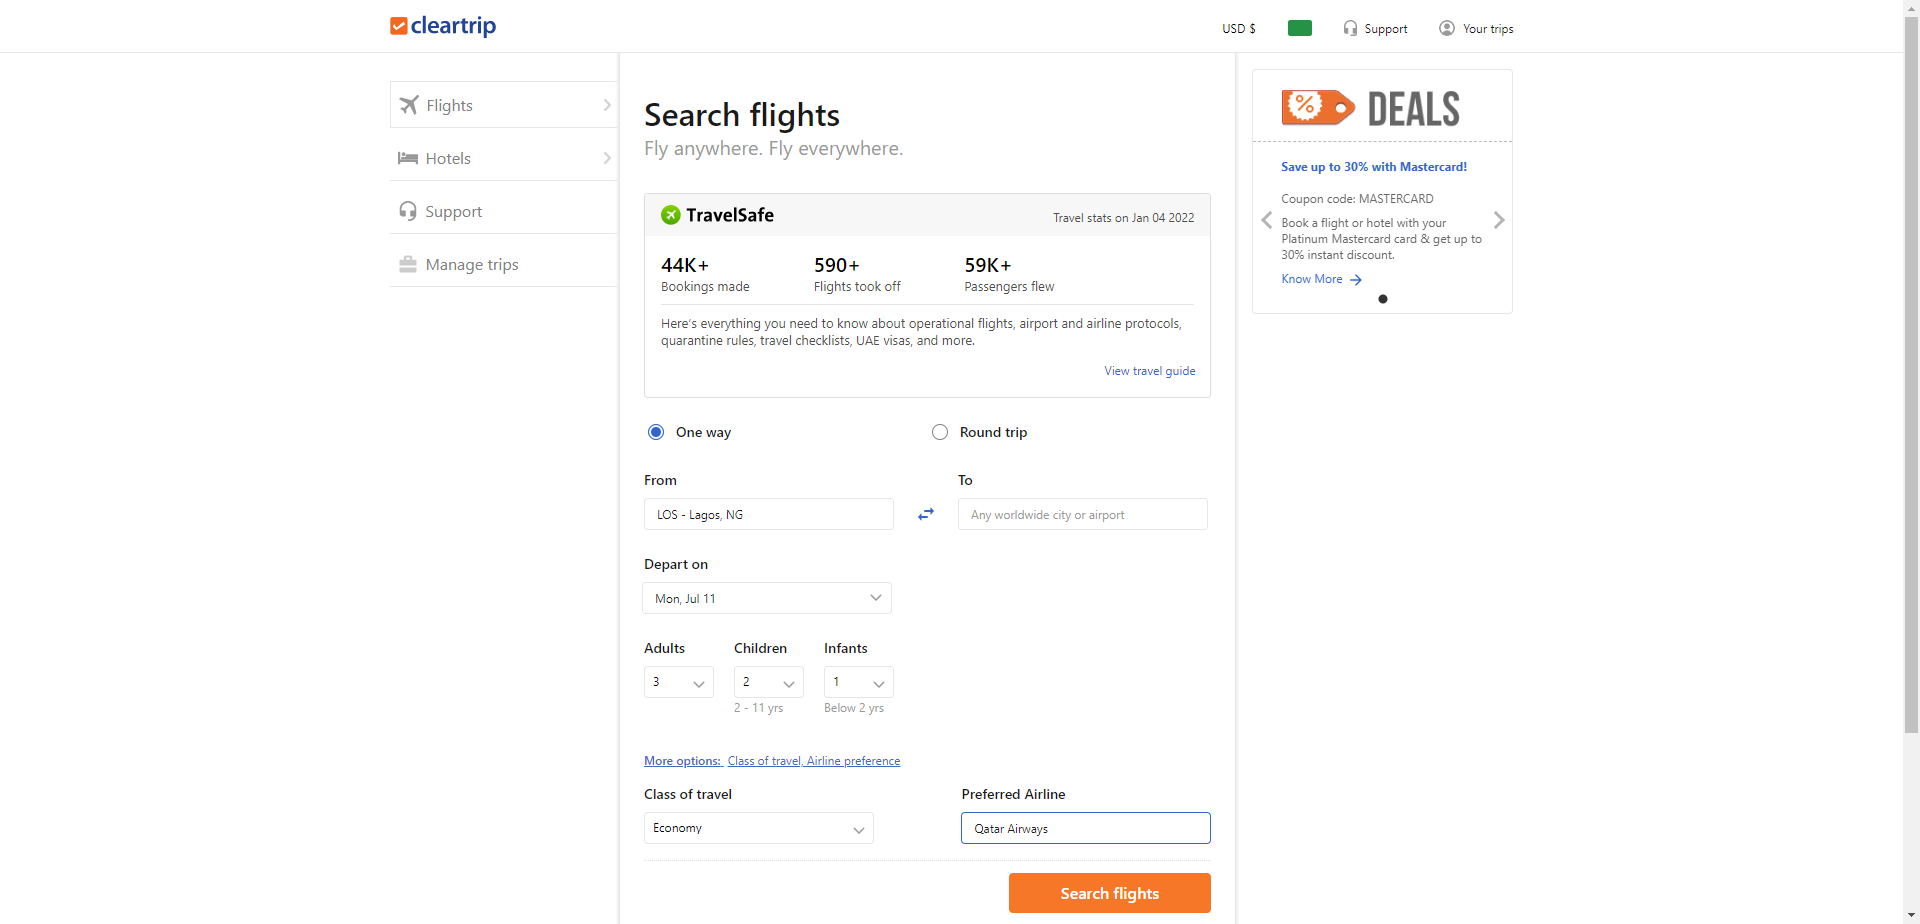 cleartrip
USD $
Support
Your trips
Flights
Hotels
Support
Manage trips
Search flights
Fly anywhere. Fly everywhere.
TravelSafe
Travel stats on Jan 04 2022
44K+
Bookings made
590+
Flights took off
59K+
Passengers flew
Here's everything you need to know about operational flights, airport and airline protocols,
quarantine rules, travel checklists, UAE visas, and more.
View travel guide
One way
Round trip
From
LOS - Lagos, NG
To
Any worldwide city or airport
Depart on
Mon, Jul 11
Adults
3
Children
2
2 - 11 yrs
Infants
1
Below 2 yrs
More options: Class of travel, Airline preference
Class of travel
Economy
Preferred Airline
Qatar Airways
Search flights
% DEALS
Save up to 30% with Mastercard!
Coupon code: MASTERCARD
Book a flight or hotel with your
Platinum Mastercard card & get up to
30% instant discount.
Know More